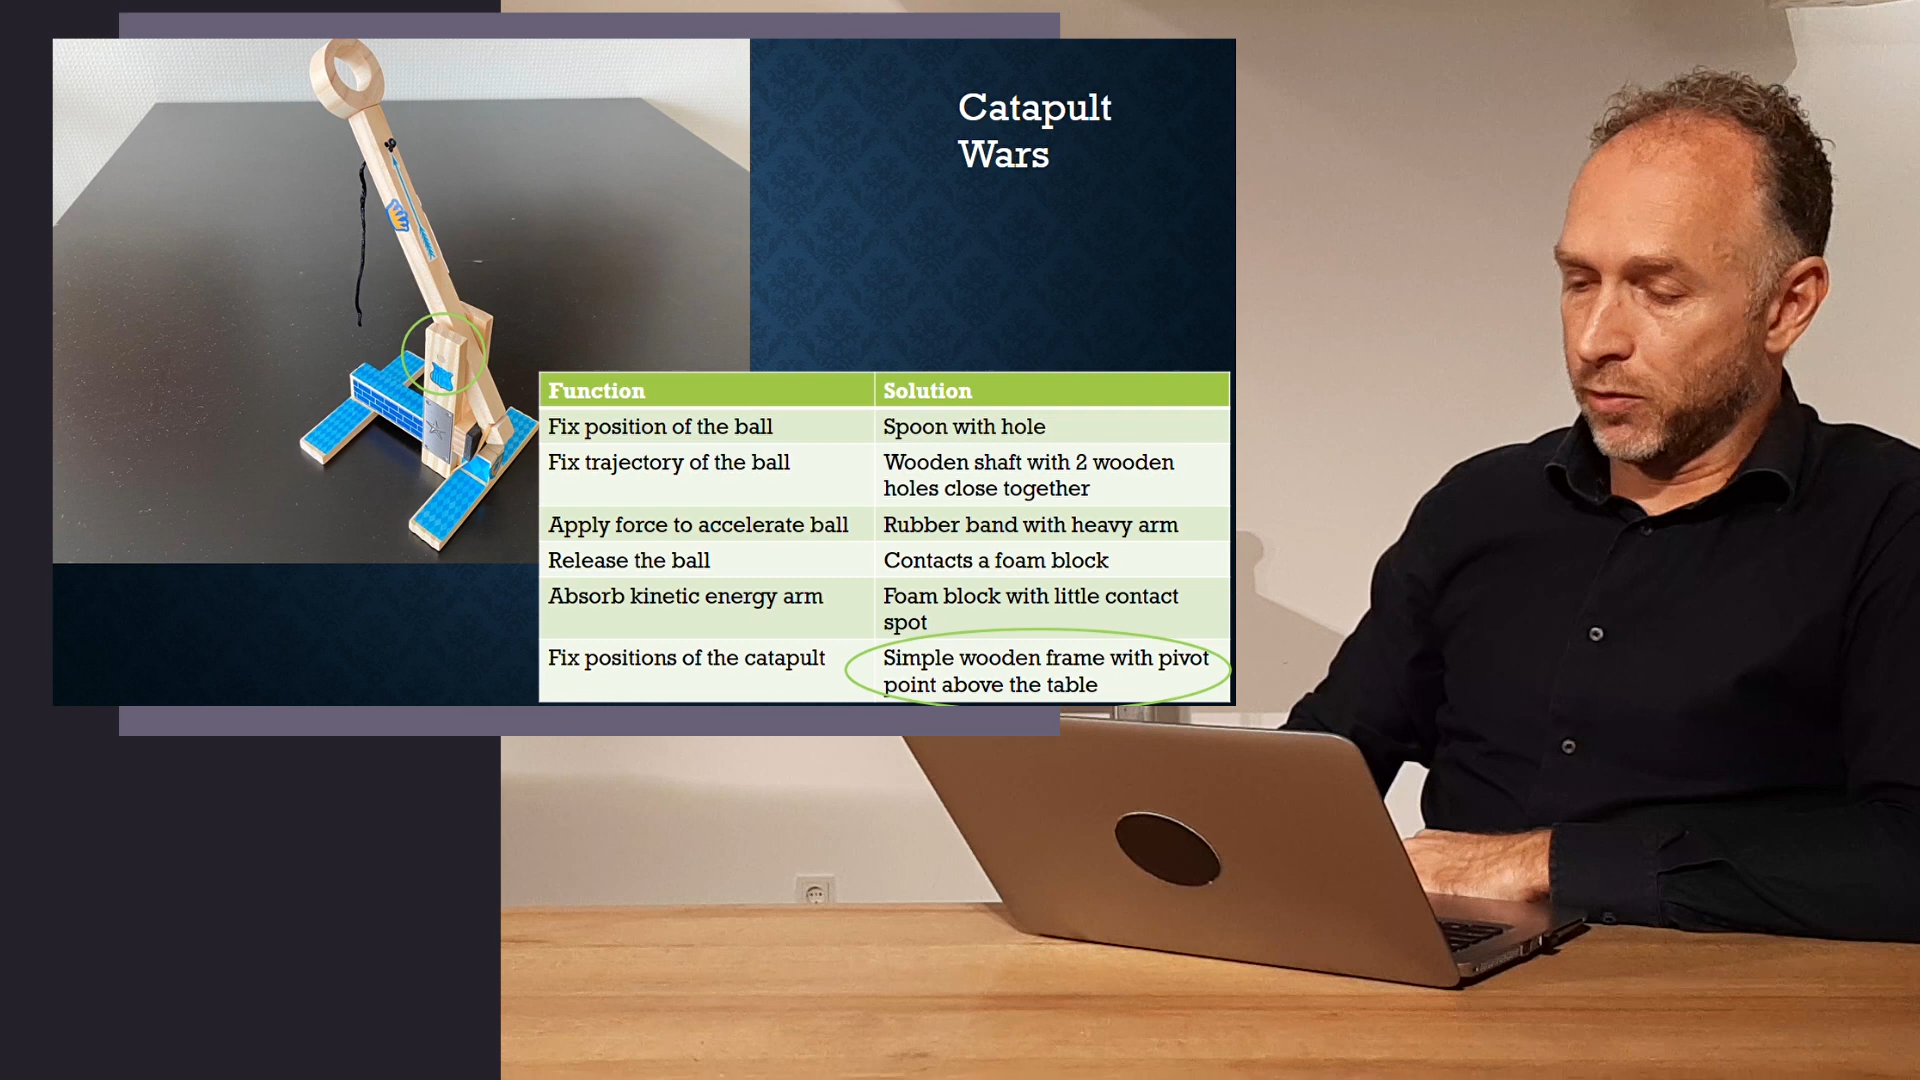 Catapult
Wars
Function Solution
Fix position of the ball Spoon with hole
Fix trajectory of the ball Wooden shaft with 2 wooden
holes close together
Apply force to accelerate ball Rubber band with heavy arm
Release the ball Contacts a foam block
Absorb kinetic energy arm Foam block with little contact
spot
Fix positions of the catapult Simple wooden frame with pivot
point above the table